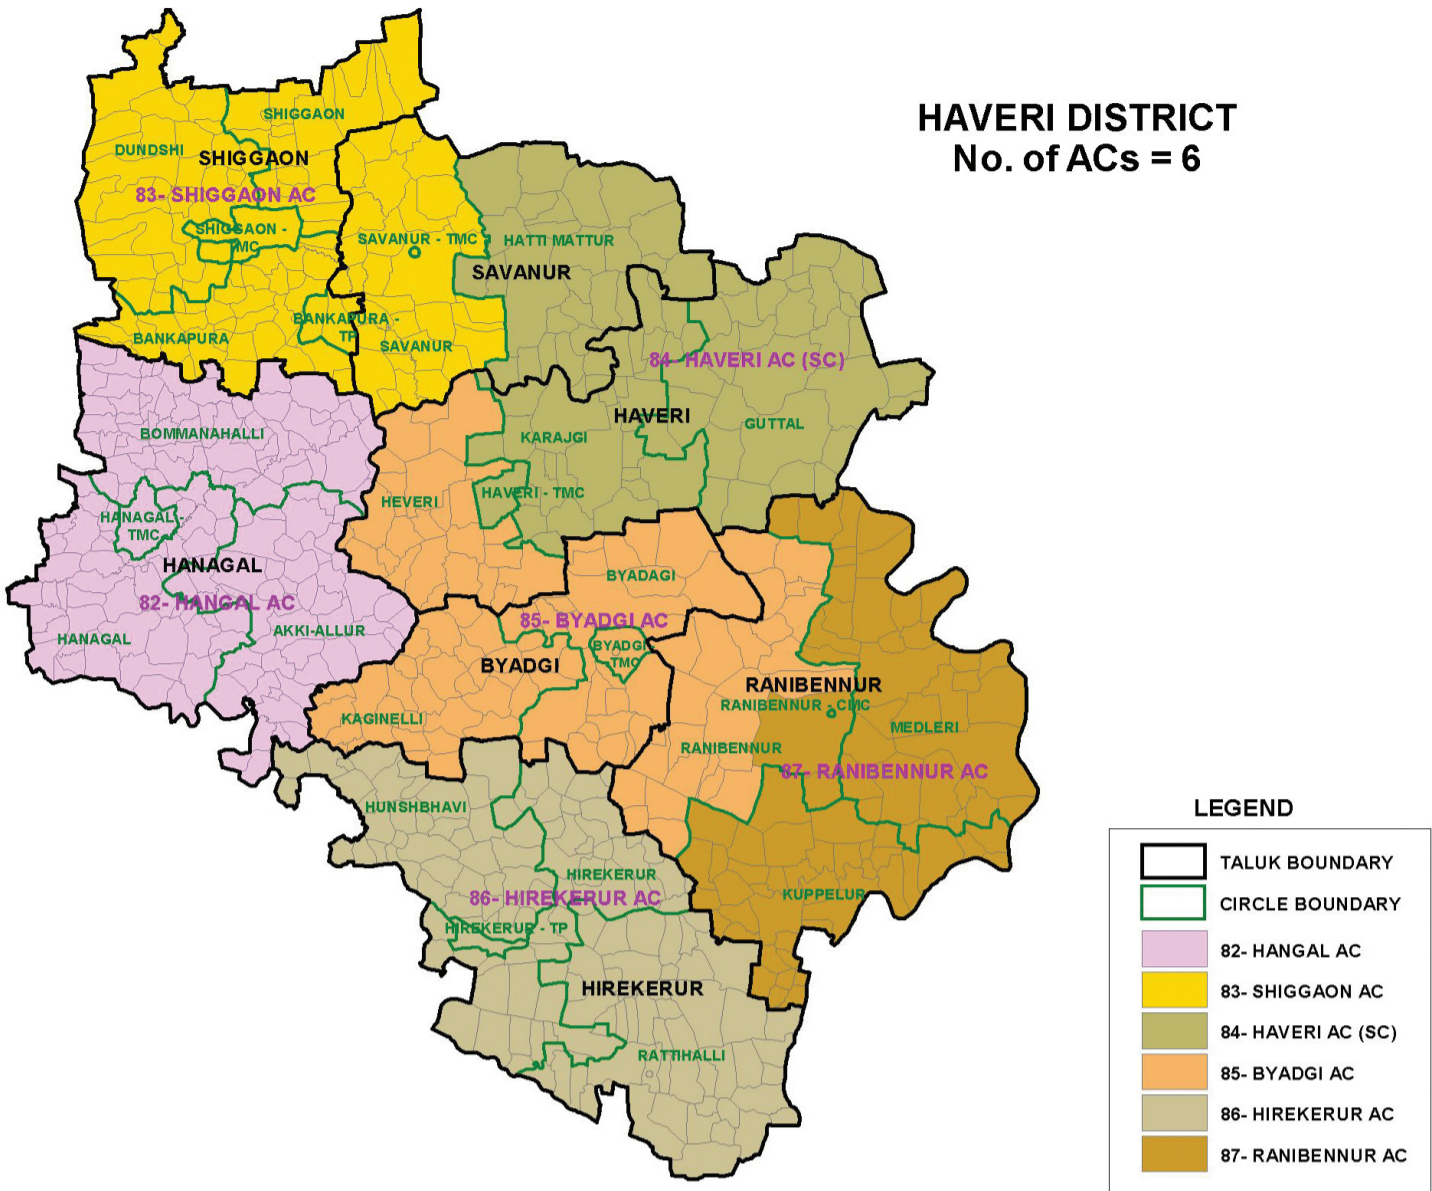 HAVERI DISTRICT
No. of ACs = 6
SHIGGAON
DUNDSHI
SHIGGAON
83- SHIGGAON AC
SHIGGAON -
TMC
SAVANUR - TMC
HATTI MATTUR
SAVANUR
BANKAPURA -
TP
BANKAPURA
SAVANUR
84- HAVERI AC (SC)
HAVERI
GUTTAL
BOMMANAHALLI
KARAJGI
HEVERI
HAVERI - TMC
HANAGAL -
TMC
HANAGAL
82- HANGAL AC
HANAGAL
AKKI-ALLUR
BYADAGI
85- BYADGI AC
BYADGI
BYADGI -
TMC
KAGINELLI
RANIBENNUR
RANIBENNUR - CMC
RANIBENNUR
MEDLERI
87- RANIBENNUR AC
HUNSHBHAVI
HIREKERUR
86- HIREKERUR AC
KUPPELUR
HIREKERUR - TP
HIREKERUR
RATTIHALLI
LEGEND
TALUK BOUNDARY
CIRCLE BOUNDARY
82- HANGAL AC
83- SHIGGAON AC
84- HAVERI AC (SC)
85- BYADGI AC
86- HIREKERUR AC
87- RANIBENNUR AC